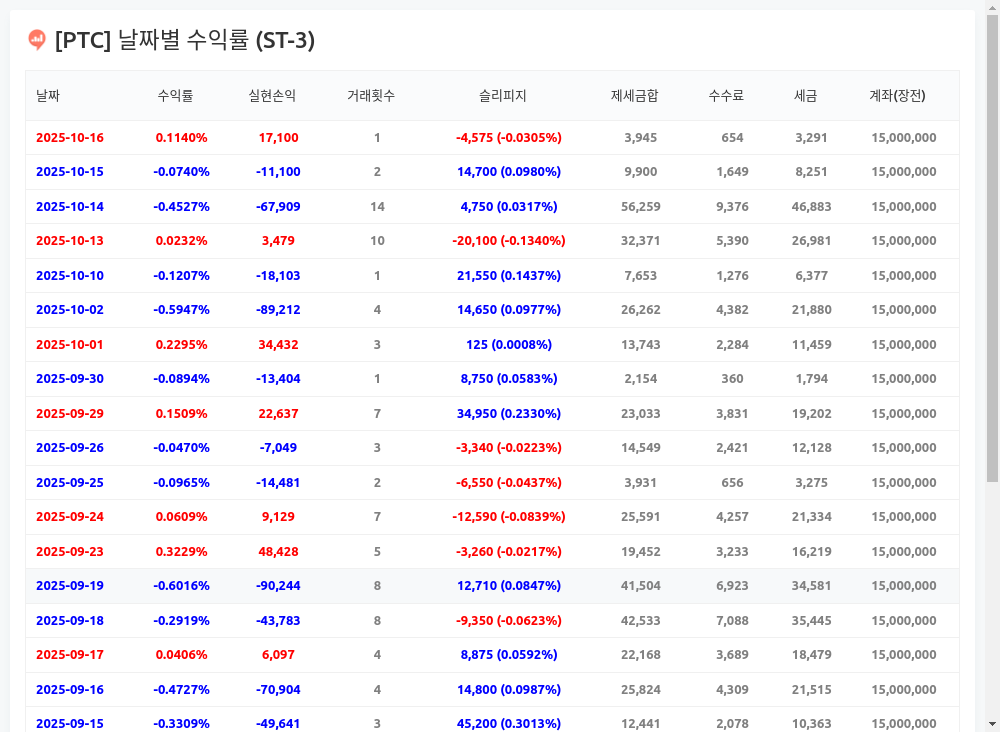 [PTC] 날짜별 수익률 (ST-3)
날짜 수익률 실현손익 거래횟수 슬리피지 제세금합 수수료 세금 계좌(장전)
2025-10-16 0.1140% 17,100 1 -4,575 (-0.0305%) 3,945 654 3,291 15,000,000
2025-10-15 -0.0740% -11,100 2 14,700 (0.0980%) 9,900 1,649 8,251 15,000,000
2025-10-14 -0.4527% -67,909 14 4,750 (0.0317%) 56,259 9,376 46,883 15,000,000
2025-10-13 0.0232% 3,479 10 -20,100 (-0.1340%) 32,371 5,390 26,981 15,000,000
2025-10-10 -0.1207% -18,103 1 21,550 (0.1437%) 7,653 1,276 6,377 15,000,000
2025-10-02 -0.5947% -89,212 4 14,650 (0.0977%) 26,262 4,382 21,880 15,000,000
2025-10-01 0.2295% 34,432 3 125 (0.0008%) 13,743 2,284 11,459 15,000,000
2025-09-30 -0.0894% -13,404 1 8,750 (0.0583%) 2,154 360 1,794 15,000,000
2025-09-29 0.1509% 22,637 7 34,950 (0.2330%) 23,033 3,831 19,202 15,000,000
2025-09-26 -0.0470% -7,049 3 -3,340 (-0.0223%) 14,549 2,421 12,128 15,000,000
2025-09-25 -0.0965% -14,481 2 -6,550 (-0.0437%) 3,931 656 3,275 15,000,000
2025-09-24 0.0609% 9,129 7 -12,590 (-0.0839%) 25,591 4,257 21,334 15,000,000
2025-09-23 0.3229% 48,428 5 -3,260 (-0.0217%) 19,452 3,233 16,219 15,000,000
2025-09-19 -0.6016% -90,244 8 12,710 (0.0847%) 41,504 6,923 34,581 15,000,000
2025-09-18 -0.2919% -43,783 8 -9,350 (-0.0623%) 42,533 7,088 35,445 15,000,000
2025-09-17 0.0406% 6,097 4 8,875 (0.0592%) 22,168 3,689 18,479 15,000,000
2025-09-16 -0.4727% -70,904 4 14,800 (0.0987%) 25,824 4,309 21,515 15,000,000
2025-09-15 -0.3309% -49,641 3 45,200 (0.3013%) 12,441 2,078 10,363 15,000,000